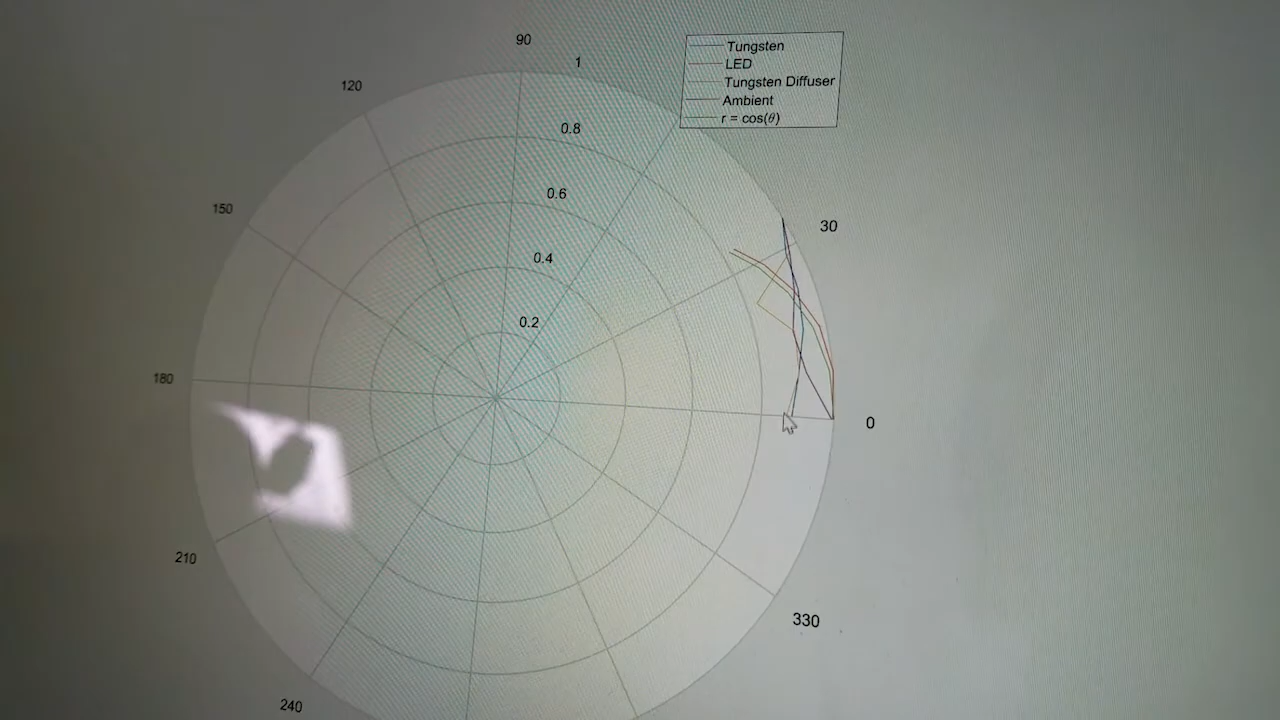 90
1
120
0.8
150
0.6
30
0.4
0.2
180
0
210
330
240
Tungsten
LED
Tungsten Diffuser
Ambient
r = cos(θ)